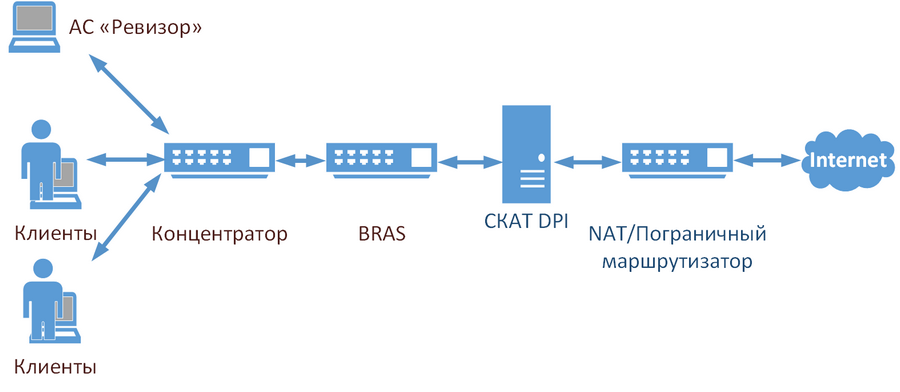 АС «Ревизор»
Internet
Клиенты
Концентратор
BRAS
СКАТ DPI
NAT/Пограничный
маршрутизатор
Клиенты